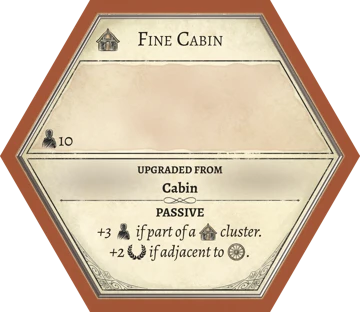 Fine Cabin
10
UPGRADED FROM
Cabin
PASSIVE
+3 if part of a cluster.
+2 if adjacent to .